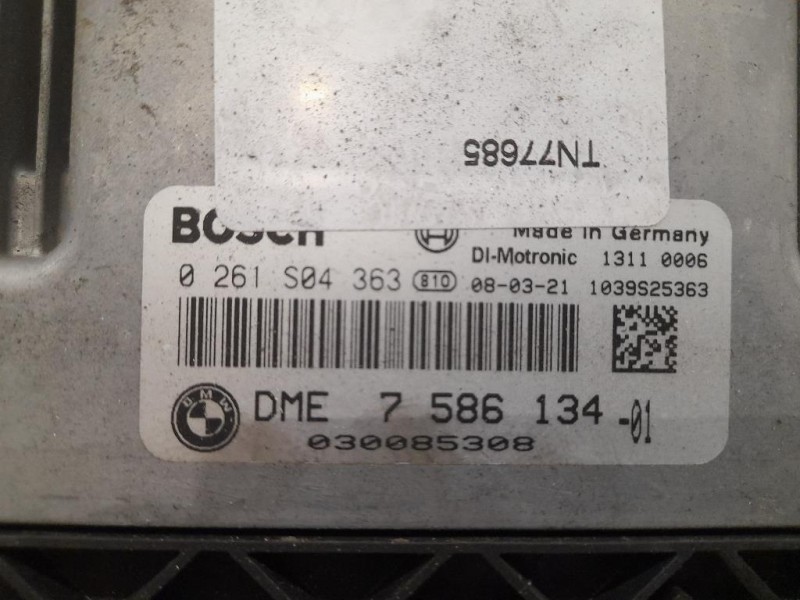 TN77685
BOSCH Made in Germany
DI-Motronic 1311 0006
0 261 S04 363 810 08-03-21 1039S25363
BMW DME 7 586 134 -01
030085308